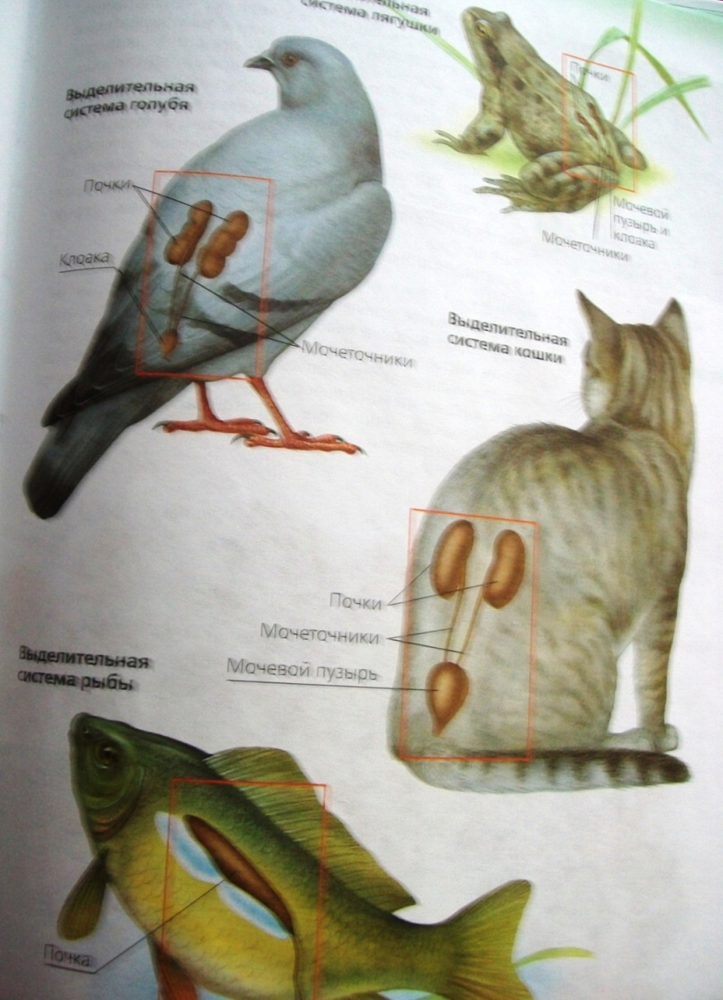 система лягушки
Выделительная
система голубя
Почки
Почки
Клоака
Мочевой
пузырь и
клоака
Мочеточники
Мочеточники
Выделительная
система кошки
Почки
Мочеточники
Мочевой пузырь
Выделительная
система рыбы
Почка